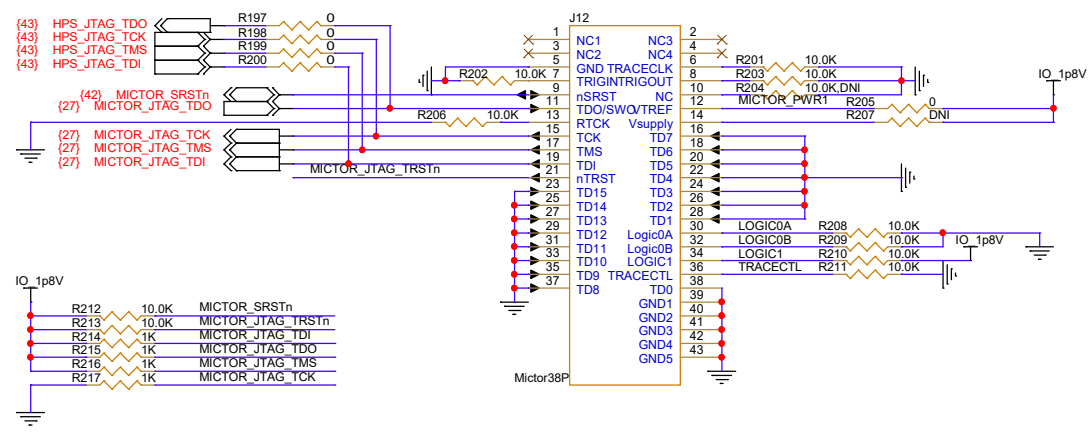 J12
{43} HPS_JTAG_TDO R197 0
{43} HPS_JTAG_TCK R198 0
{43} HPS_JTAG_TMS R199 0
{43} HPS_JTAG_TDI R200 0
1 NC1 NC3 2
3 NC2 NC4 4
5 GND TRACECLK 6 R201 10.0K
R202 10.0K 7 TRIGIN TRIGOUT 8 R203 10.0K
{42} MICTOR_SRSTn 9 nSRST NC 10 R204 10.0K,DNI
{27} MICTOR_JTAG_TDO 11 TDO/SWO VTREF 12 MICTOR_PWR1 R205 0
IO_1p8V
R206 10.0K 13 RTCK Vsupply 14 R207 DNI
{27} MICTOR_JTAG_TCK 15 TCK TD7 16
{27} MICTOR_JTAG_TMS 17 TMS TD6 18
{27} MICTOR_JTAG_TDI 19 TDI TD5 20
MICTOR_JTAG_TRSTn 21 nTRST TD4 22
23 TD15 TD3 24
25 TD14 TD2 26
27 TD13 TD1 28
29 TD12 Logic0A 30 LOGIC0A R208 10.0K
31 TD11 Logic0B 32 LOGIC0B R209 10.0K
33 TD10 LOGIC1 34 LOGIC1 R210 10.0K IO_1p8V
35 TD9 TRACECTL 36 TRACECTL R211 10.0K
37 TD8 TD0 38
GND1 39
GND2 40
GND3 41
GND4 42
GND5 43
Mictor38P
IO_1p8V
R212 10.0K MICTOR_SRSTn
R213 10.0K MICTOR_JTAG_TRSTn
R214 1K MICTOR_JTAG_TDI
R215 1K MICTOR_JTAG_TDO
R216 1K MICTOR_JTAG_TMS
R217 1K MICTOR_JTAG_TCK